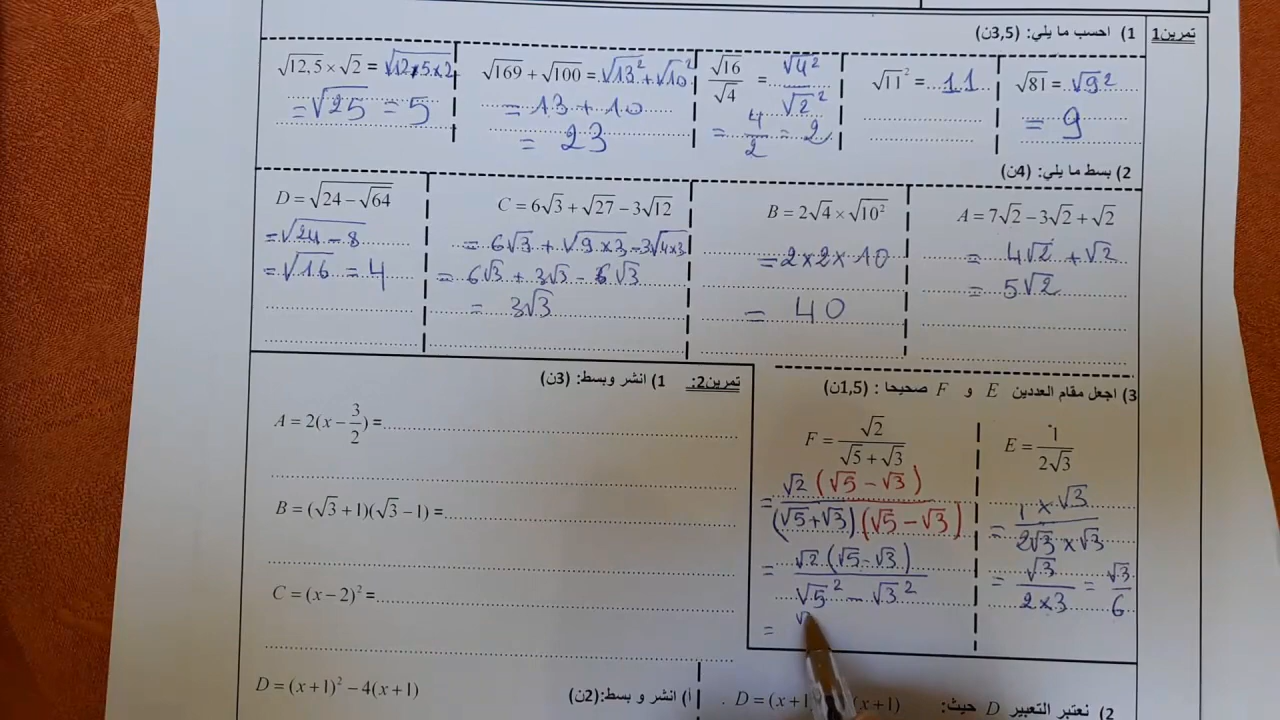 تمرين1 1) احسب ما يلي: (3,5ن)
√81 = √9²
= 9
√11² = 11
√16/√4 = √4²/√2²
= 4/2 = 2
√169 + √100 = √13² + √10²
= 13 + 10
= 23
√12,5 × √2 = √12,5×2
= √25 = 5
2) بسط ما يلي: (4ن)
A = 7√2 − 3√2 + √2
= 4√2 + √2
= 5√2
B = 2√4 × √10²
= 2×2×10
= 40
C = 6√3 + √27 − 3√12
= 6√3 + √9×3 − 3√4×3
= 6√3 + 3√3 − 6√3
= 3√3
D = √(24 − √64)
= √24 − 8
= √16 = 4
3) اجعل مقام العددين E و F صحيحا : (1,5ن)
E = 1/2√3
= 1×√3/2√3×√3
= √3/2×3 = √3/6
F = √2/√5 + √3
= √2(√5 − √3)/(√5+√3)(√5 − √3)
= √2(√5 − √3)/√5² − √3²
= √
تمرين2: 1) انشر وبسط: (3ن)
A = 2(x − 3/2) =
B = (√3 + 1)(√3 − 1) =
C = (x − 2)² =
2) نعتبر التعبير D حيث:
(x+1) . D = (x+1
أ) انشر و بسط:(2ن)
D = (x+1)² − 4(x+1)